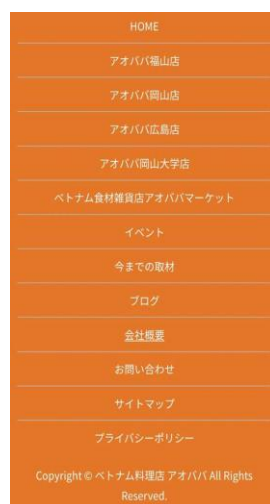 HOME
アオババ福山店
アオババ岡山店
アオババ広島店
アオババ岡山大学店
ベトナム食材雑貨店アオババマーケット
イベント
今までの取材
ブログ
会社概要
お問い合わせ
サイトマップ
プライバシーポリシー
Copyright © ベトナム料理店 アオババ All Rights
Reserved.